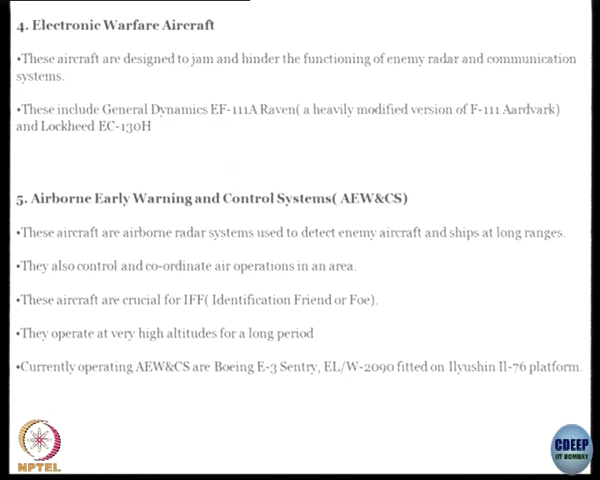 4. Electronic Warfare Aircraft
•These aircraft are designed to jam and hinder the functioning of enemy radar and communication
systems.
•These include General Dynamics EF-111A Raven( a heavily modified version of F-111 Aardvark)
and Lockheed EC-130H
5. Airborne Early Warning and Control Systems( AEW&CS)
•These aircraft are airborne radar systems used to detect enemy aircraft and ships at long ranges.
•They also control and co-ordinate air operations in an area.
•These aircraft are crucial for IFF( Identification Friend or Foe).
•They operate at very high altitudes for a long period
•Currently operating AEW&CS are Boeing E-3 Sentry, EL/W-2090 fitted on Ilyushin Il-76 platform.
NPTEL
CDEEP
IIT BOMBAY